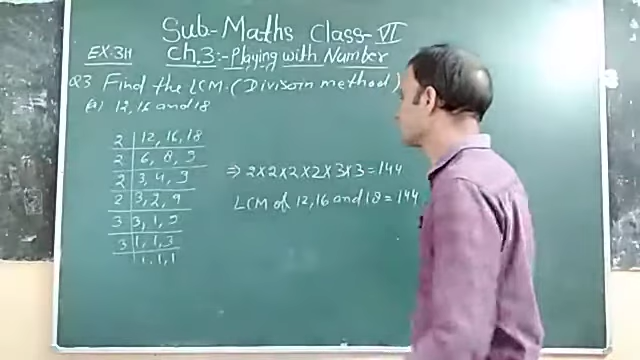 Sub-Maths Class-VI
EX-3H
Ch.3:-Playing with Number
Q3 Find the LCM. (Divisoin method)
(a) 12, 16 and 18
2 | 12, 16, 18
2 | 6, 8, 9
2 | 3, 4, 9
2 | 3, 2, 9
3 | 3, 1, 9
3 | 1, 1, 3
1, 1, 1
⇒ 2×2×2×2×3×3=144
LCM of 12, 16 and 18 = 144